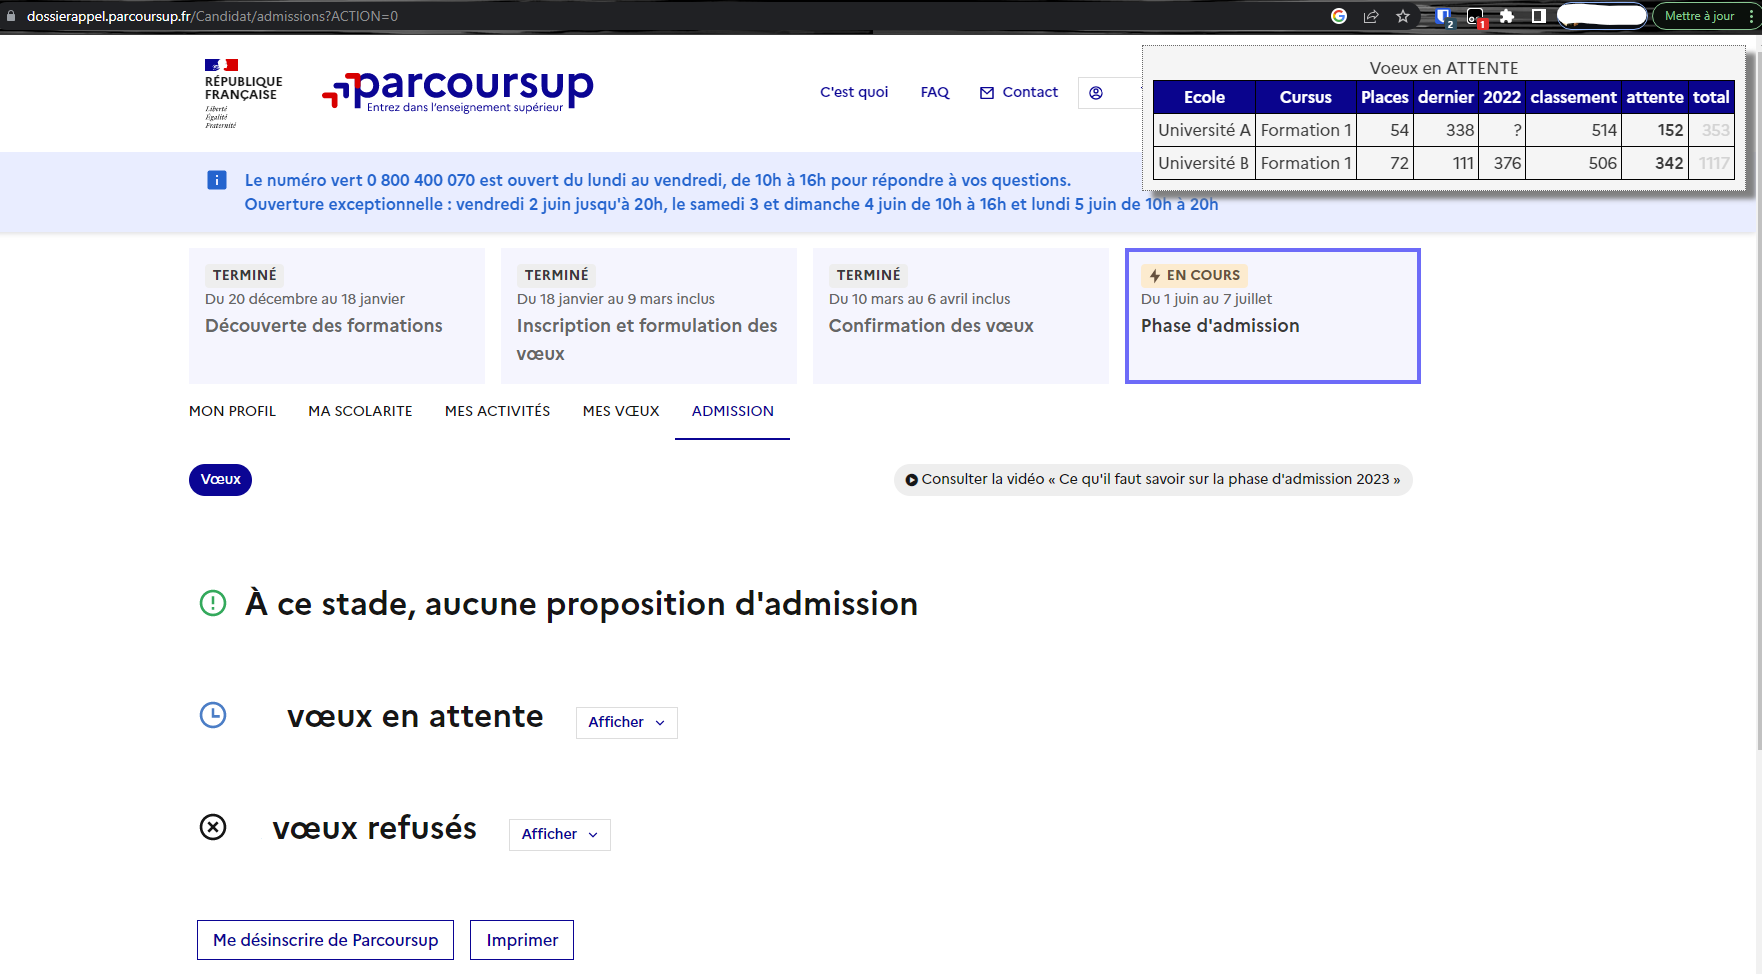 dossierappel.parcoursup.fr/Candidat/admissions?ACTION=0
2
1
Mettre à jour
RÉPUBLIQUE
FRANÇAISE
Liberté
Égalité
Fraternité
parcoursup
Entrez dans l'enseignement supérieur
C'est quoi
FAQ
Contact
Voeux en ATTENTE
Ecole Cursus Places dernier 2022 classement attente total
Université A Formation 1 54 338 ? 514 152 353
Université B Formation 1 72 111 376 506 342 1117
Le numéro vert 0 800 400 070 est ouvert du lundi au vendredi, de 10h à 16h pour répondre à vos questions.
Ouverture exceptionnelle : vendredi 2 juin jusqu'à 20h, le samedi 3 et dimanche 4 juin de 10h à 16h et lundi 5 juin de 10h à 20h
TERMINÉ
Du 20 décembre au 18 janvier
Découverte des formations
TERMINÉ
Du 18 janvier au 9 mars inclus
Inscription et formulation des
vœux
TERMINÉ
Du 10 mars au 6 avril inclus
Confirmation des vœux
EN COURS
Du 1 juin au 7 juillet
Phase d'admission
MON PROFIL
MA SCOLARITE
MES ACTIVITÉS
MES VŒUX
ADMISSION
Vœux
Consulter la vidéo « Ce qu'il faut savoir sur la phase d'admission 2023 »
À ce stade, aucune proposition d'admission
vœux en attente
Afficher
vœux refusés
Afficher
Me désinscrire de Parcoursup
Imprimer